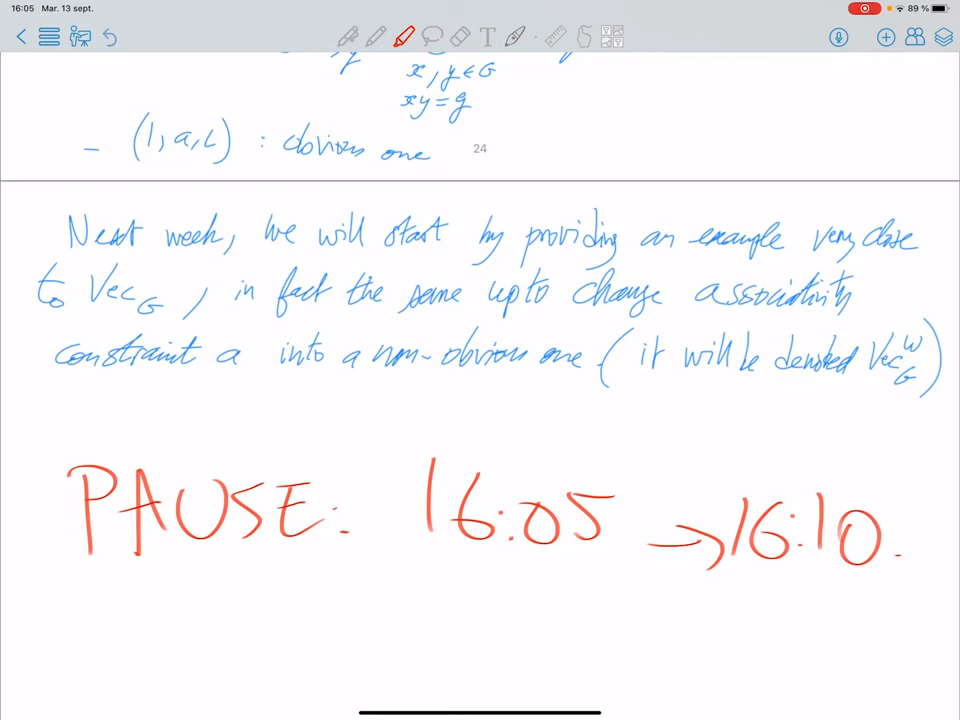 16:05 Mar. 13 sept. 89 %
x, y ∈ G
xy = g
– (1, a, ι) : obvious one 24
Next week, we will start by providing an example very close
to Vec_G, in fact the same up to change associativity
constraint a into a non-obvious one (it will be denoted Vec_G^ω)
PAUSE: 16:05 → 16:10.